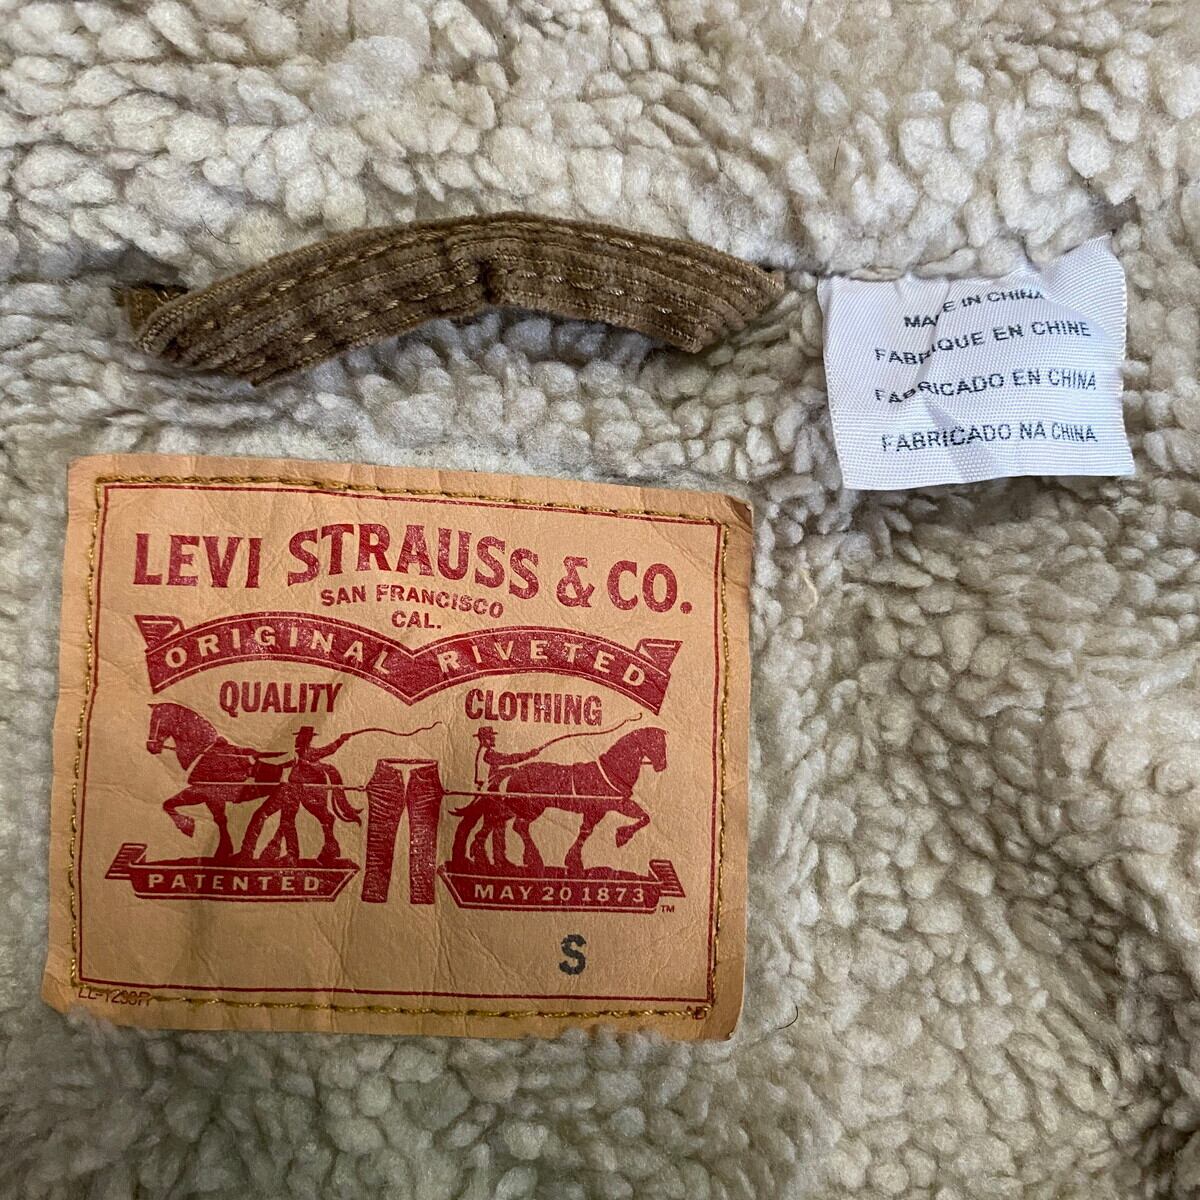 MADE IN CHINA
FABRIQUE EN CHINE
FABRICADO EN CHINA
FABRICADO NA CHINA
LEVI STRAUSS & CO.
SAN FRANCISCO
CAL.
ORIGINAL RIVETED
QUALITY CLOTHING
PATENTED MAY 20 1873 ™
S